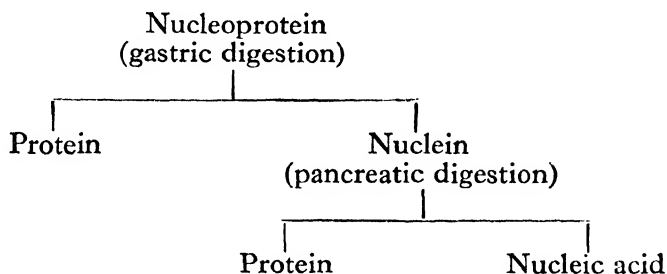 Nucleoprotein
(gastric digestion)
Protein
Nuclein
(pancreatic digestion)
Protein
Nucleic acid